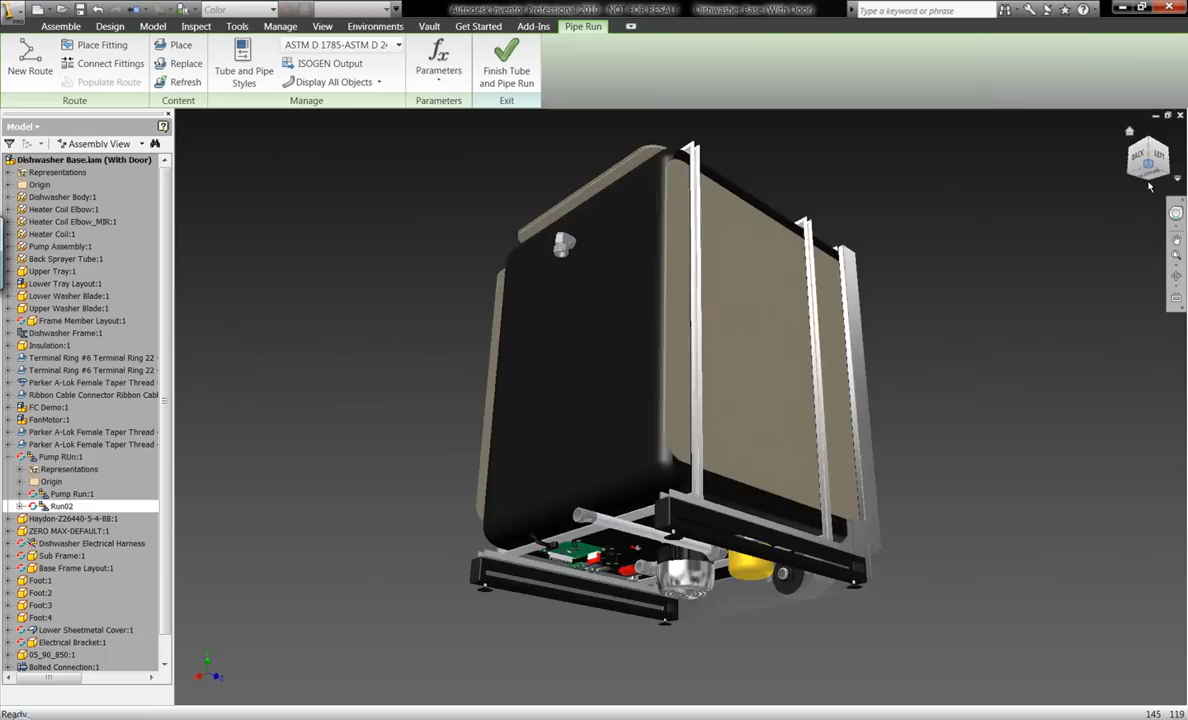 PRO
Color
Autodesk Inventor Professional 2010 - NOT FOR RESALE - Dishwasher Base (With Door)
Type a keyword or phrase
Assemble Design Model Inspect Tools Manage View Environments Vault Get Started Add-Ins Pipe Run
New Route
Place Fitting
Connect Fittings
Populate Route
Place
Replace
Refresh
Tube and Pipe
Styles
ASTM D 1785-ASTM D 24
ISOGEN Output
Display All Objects
Parameters
Finish Tube
and Pipe Run
Route Content Manage Parameters Exit
Model
Assembly View
Dishwasher Base.iam (With Door)
Representations
Origin
Dishwasher Body:1
Heater Coil Elbow:1
Heater Coil Elbow_MIR:1
Heater Coil:1
Pump Assembly:1
Back Sprayer Tube:1
Upper Tray:1
Lower Tray Layout:1
Lower Washer Blade:1
Upper Washer Blade:1
Frame Member Layout:1
Dishwasher Frame:1
Insulation:1
Terminal Ring #6 Terminal Ring 22 -
Terminal Ring #6 Terminal Ring 22 -
Parker A-Lok Female Taper Thread -
Ribbon Cable Connector Ribbon Cable
FC Demo:1
FanMotor:1
Parker A-Lok Female Taper Thread -
Parker A-Lok Female Taper Thread -
Pump RUn:1
Representations
Origin
Pump Run:1
Run02
Haydon-Z26440-5-4-BB:1
ZERO MAX-DEFAULT:1
Dishwasher Electrical Harness
Sub Frame:1
Base Frame Layout:1
Foot:1
Foot:2
Foot:3
Foot:4
Lower Sheetmetal Cover:1
Electrical Bracket:1
05_90_850:1
Bolted Connection:1
BACK LEFT
Ready
145 119